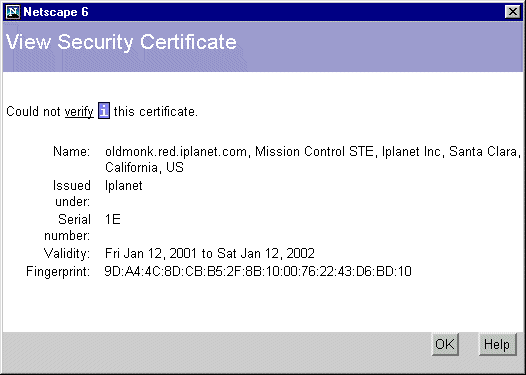 Netscape 6
View Security Certificate
Could not verify i this certificate.
Name: oldmonk.red.iplanet.com, Mission Control STE, Iplanet Inc, Santa Clara,
California, US
Issued Iplanet
under:
Serial 1E
number:
Validity: Fri Jan 12, 2001 to Sat Jan 12, 2002
Fingerprint: 9D:A4:4C:8D:CB:B5:2F:8B:10:00:76:22:43:D6:BD:10
OK Help